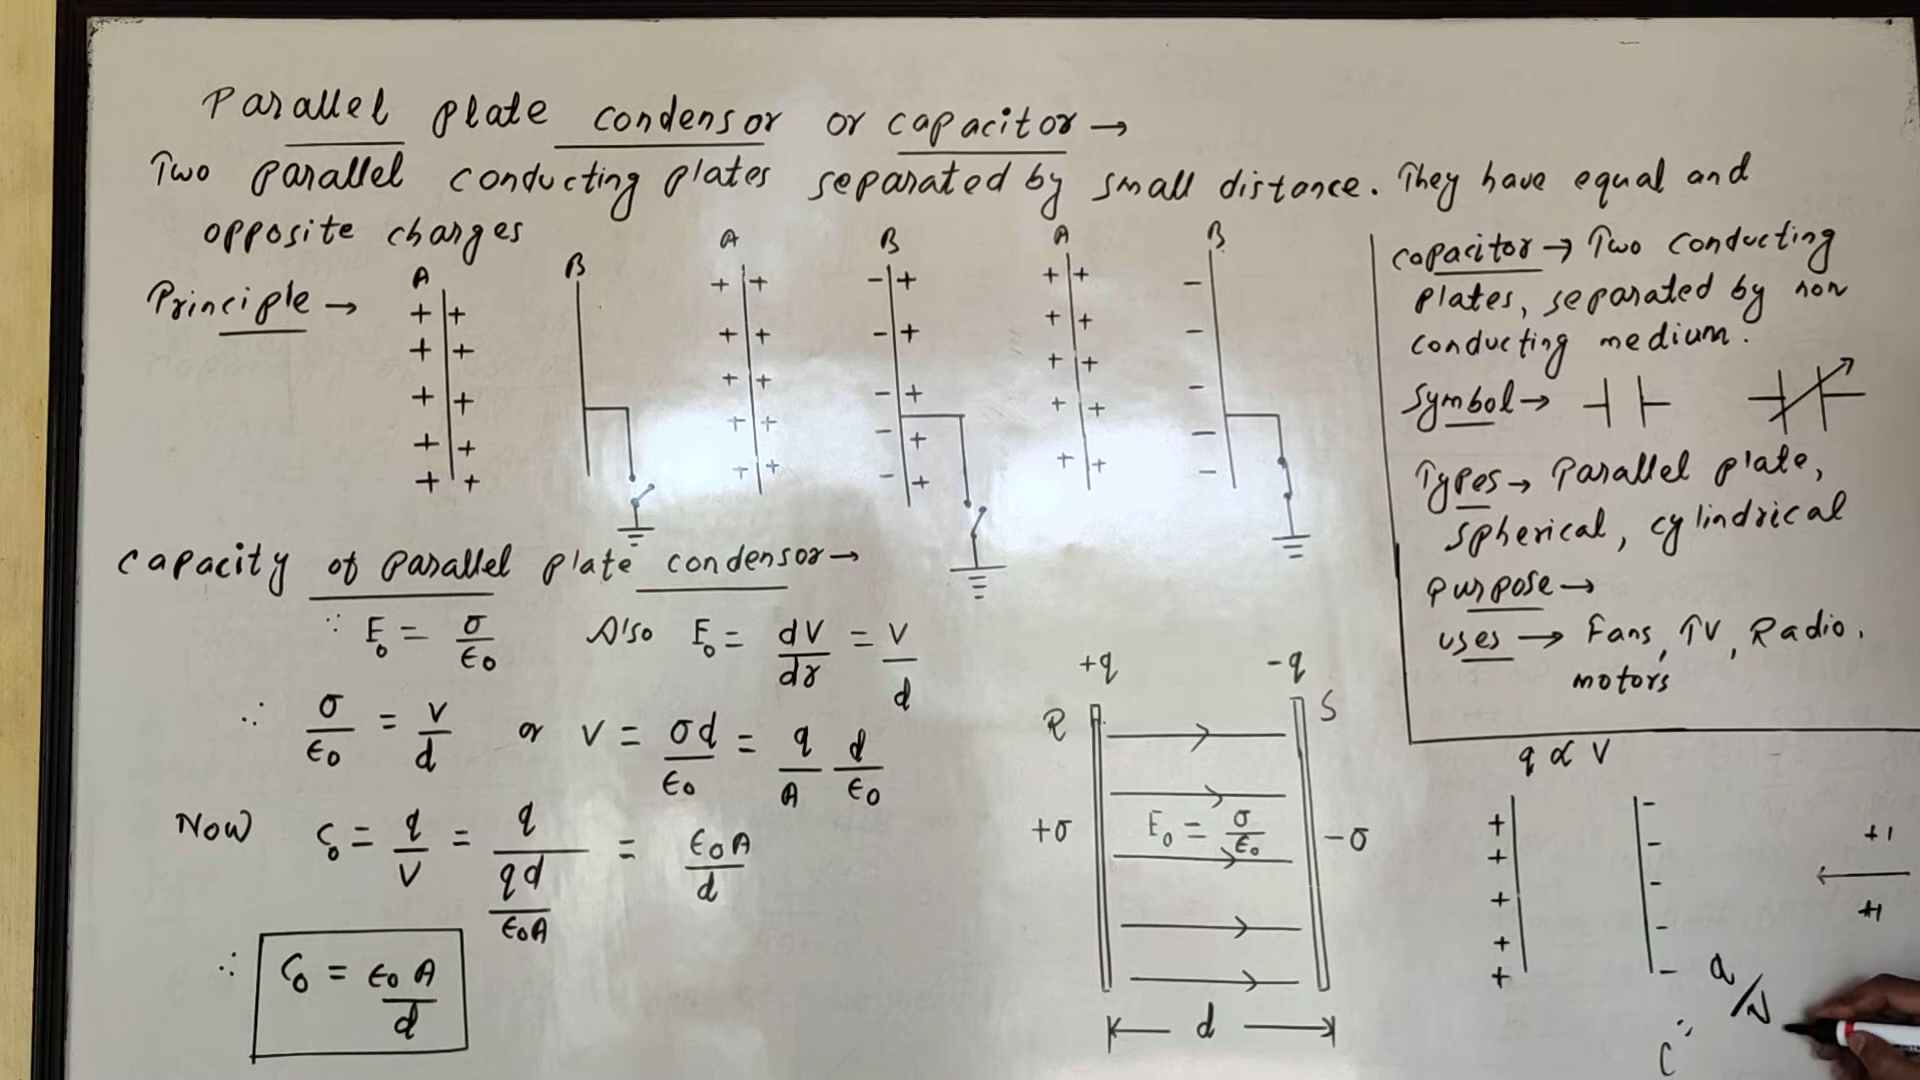 Parallel plate condensor or capacitor →
Two parallel conducting plates separated by small distance. They have equal and
opposite charges
Principle →
A B A B A B
+ + + + - + + + -
+ + + + - + + + -
+ + + + - + + + -
+ + + + - + + + -
+ + + + - + + + -
capacity of parallel plate condensor →
∵ E₀ = σ/ϵ₀ Also E₀ = dV/dr = V/d
∵ σ/ϵ₀ = V/d or V = σd/ϵ₀ = q/A d/ϵ₀
Now C₀ = q/V = q/(qd/ϵ₀A) = ϵ₀A/d
∴ C₀ = ϵ₀A/d
+q -q
R S
+σ E₀ = σ/ϵ₀ -σ
d
capacitor → Two conducting
plates, separated by non
conducting medium.
Symbol →
Types → Parallel plate,
spherical, cylindrical
purpose →
uses → Fans, TV, Radio.
motors
q ∝ V
+ -
+ - +1
+ -
+ - +1
+ -
C